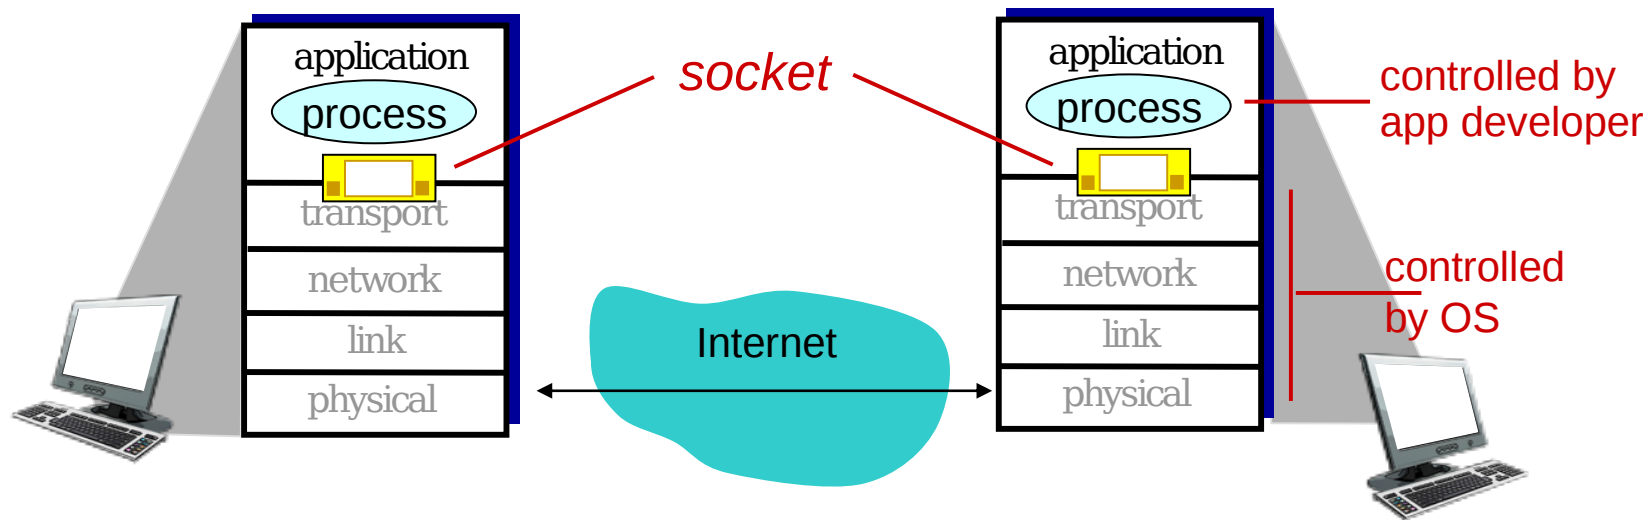 application
process
transport
network
link
physical
socket
Internet
application
process
transport
network
link
physical
controlled by
app developer
controlled
by OS